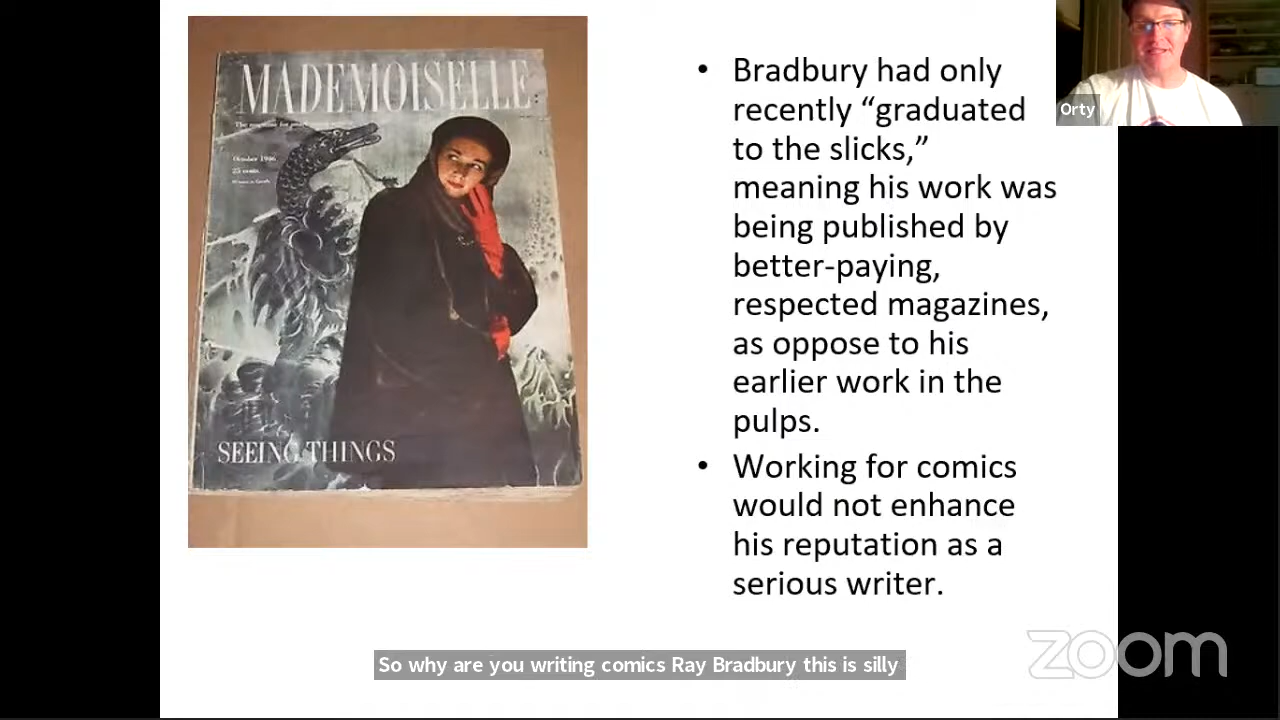 MADEMOISELLE
October 1946
25 cents
SEEING THINGS
• Bradbury had only
recently “graduated
to the slicks,”
meaning his work was
being published by
better-paying,
respected magazines,
as oppose to his
earlier work in the
pulps.
• Working for comics
would not enhance
his reputation as a
serious writer.
Orty
So why are you writing comics Ray Bradbury this is silly
zoom